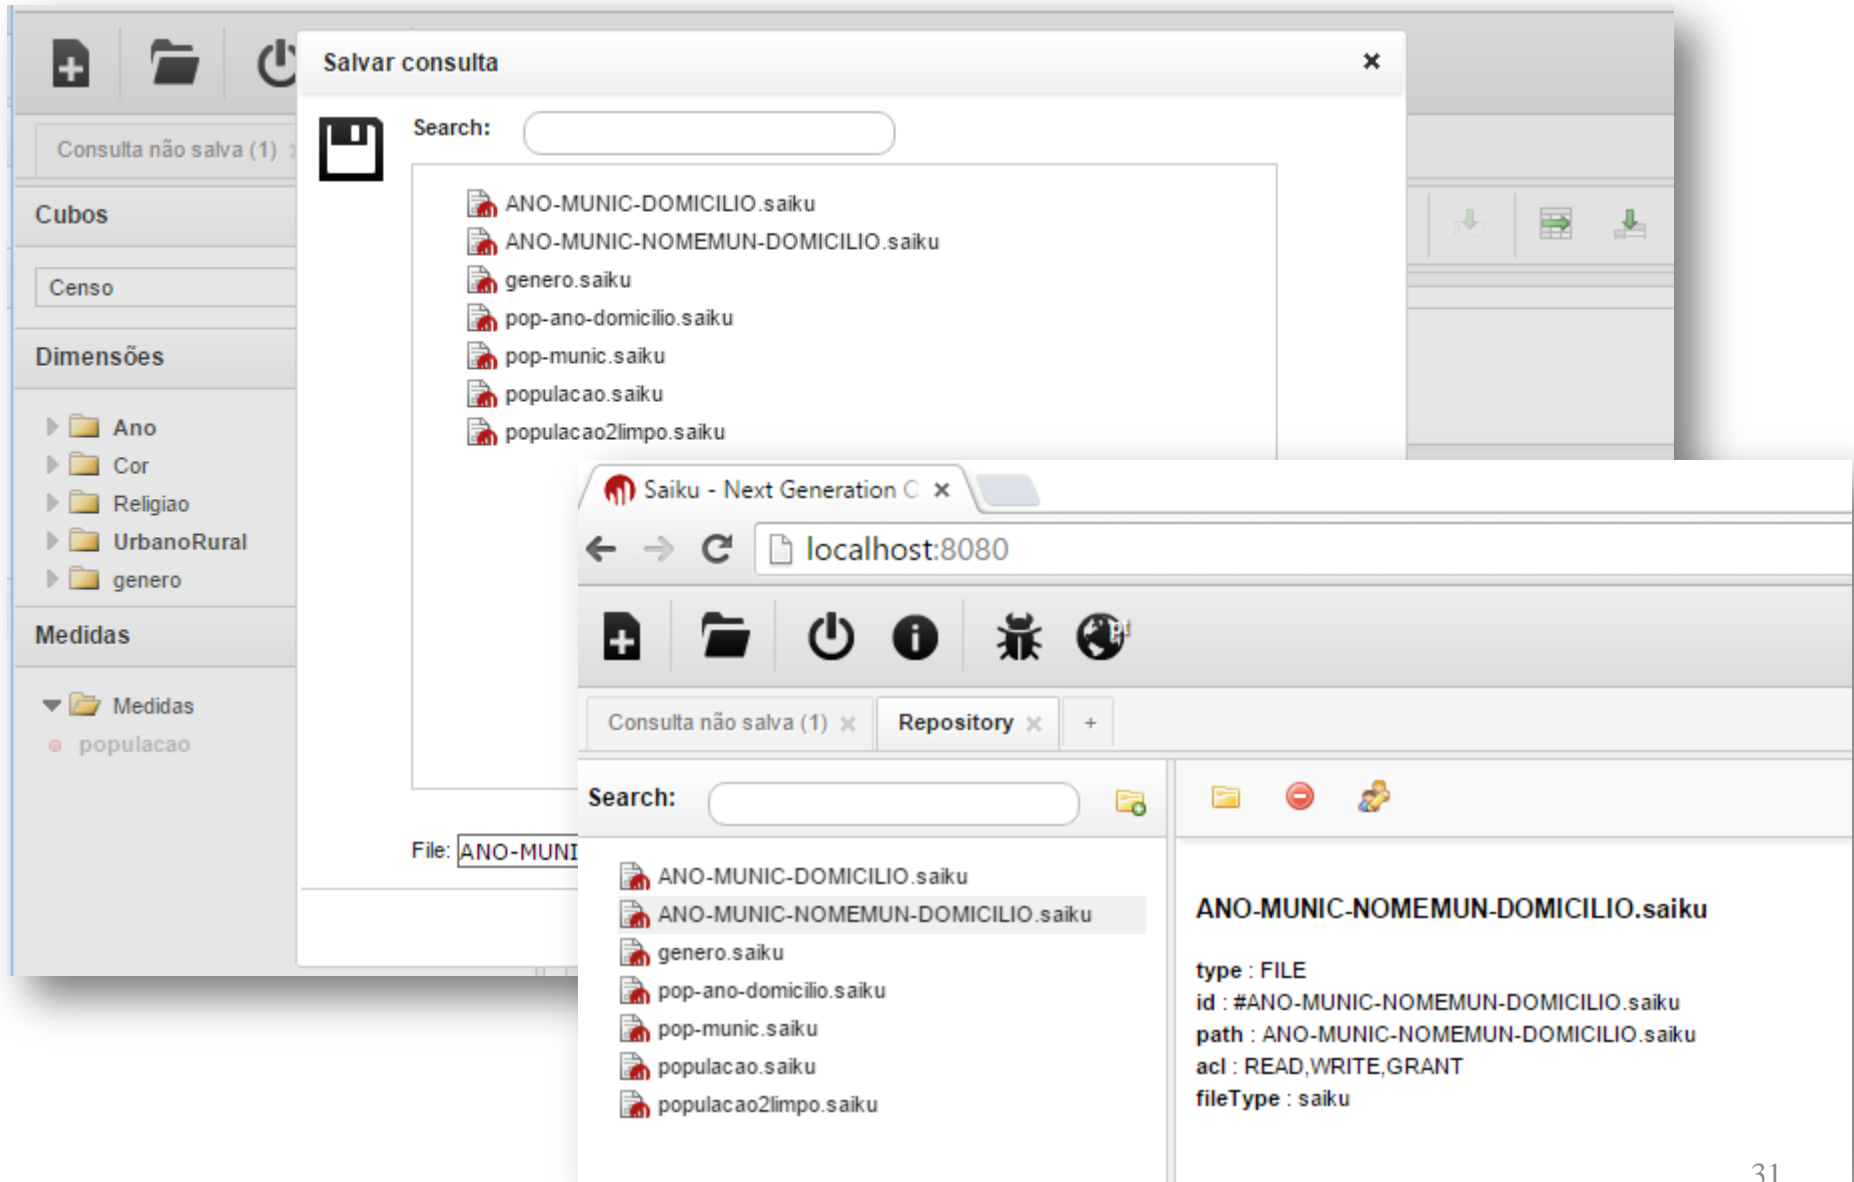 Salvar consulta
Search:
Consulta não salva (1)
ANO-MUNIC-DOMICILIO.saiku
ANO-MUNIC-NOMEMUN-DOMICILIO.saiku
genero.saiku
pop-ano-domicilio.saiku
pop-munic.saiku
populacao.saiku
populacao2limpo.saiku
Cubos
Censo
Dimensões
Ano
Cor
Religiao
UrbanoRural
genero
Medidas
Medidas
populacao
File: ANO-MUNI
Saiku - Next Generation
localhost:8080
pt
Consulta não salva (1) Repository +
Search:
ANO-MUNIC-DOMICILIO.saiku
ANO-MUNIC-NOMEMUN-DOMICILIO.saiku
genero.saiku
pop-ano-domicilio.saiku
pop-munic.saiku
populacao.saiku
populacao2limpo.saiku
ANO-MUNIC-NOMEMUN-DOMICILIO.saiku
type : FILE
id : #ANO-MUNIC-NOMEMUN-DOMICILIO.saiku
path : ANO-MUNIC-NOMEMUN-DOMICILIO.saiku
acl : READ,WRITE,GRANT
fileType : saiku
31